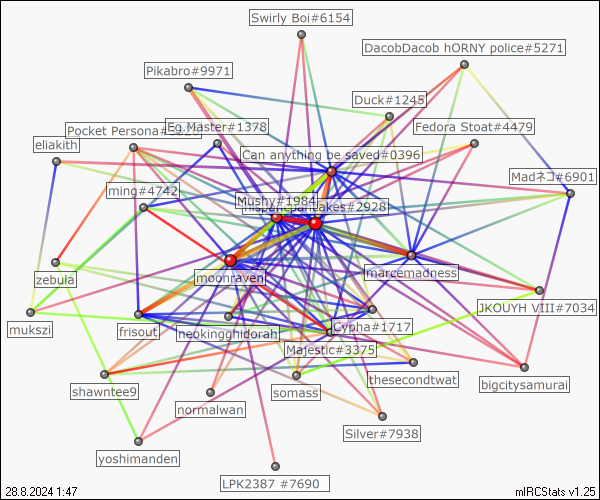 Swirly Boi#6154
DacobDacob hORNY police#5271
Pikabro#9971
Duck#1245
Eg.Master#1378
Pocket Persona#
Fedora Stoat#4479
eliakith
Can anything be saved#0396
Madネコ#6901
ming#4742
Mushy#1984
#2928
moonraven
marcemadness
zebula
JKOUYH VIII#7034
mukszi
frisout
neokingghidorah
Cypha#1717
Majestic#3375
thesecondtwat
bigcitysamurai
shawntee9
somass
normalwan
Silver#7938
yoshimanden
LPK2387 #7690
28.8.2024 1:47
mIRCStats v1.25